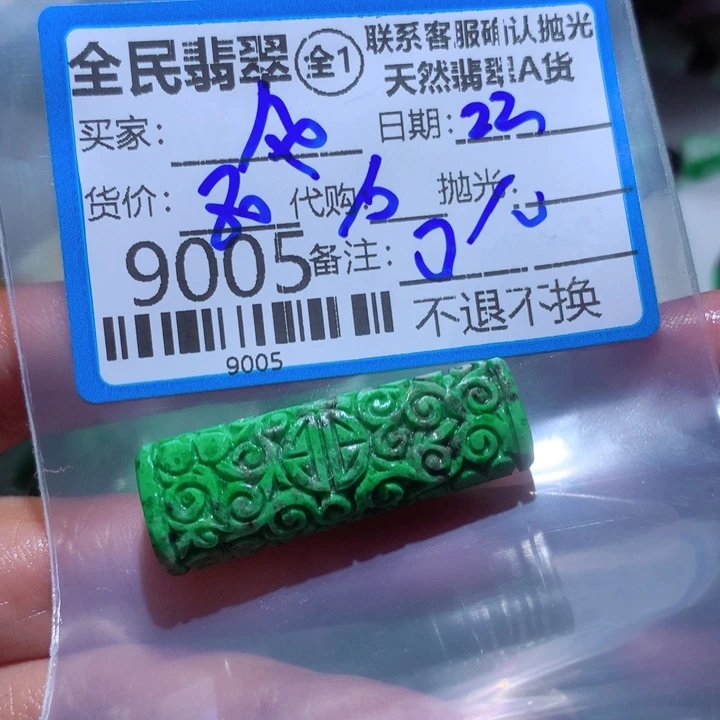 全民翡翠 全1 联系客服确认抛光
天然翡翠A货
买家: 日期: 23
货价: 代购 抛光:
9005 备注:
不退不换
9005